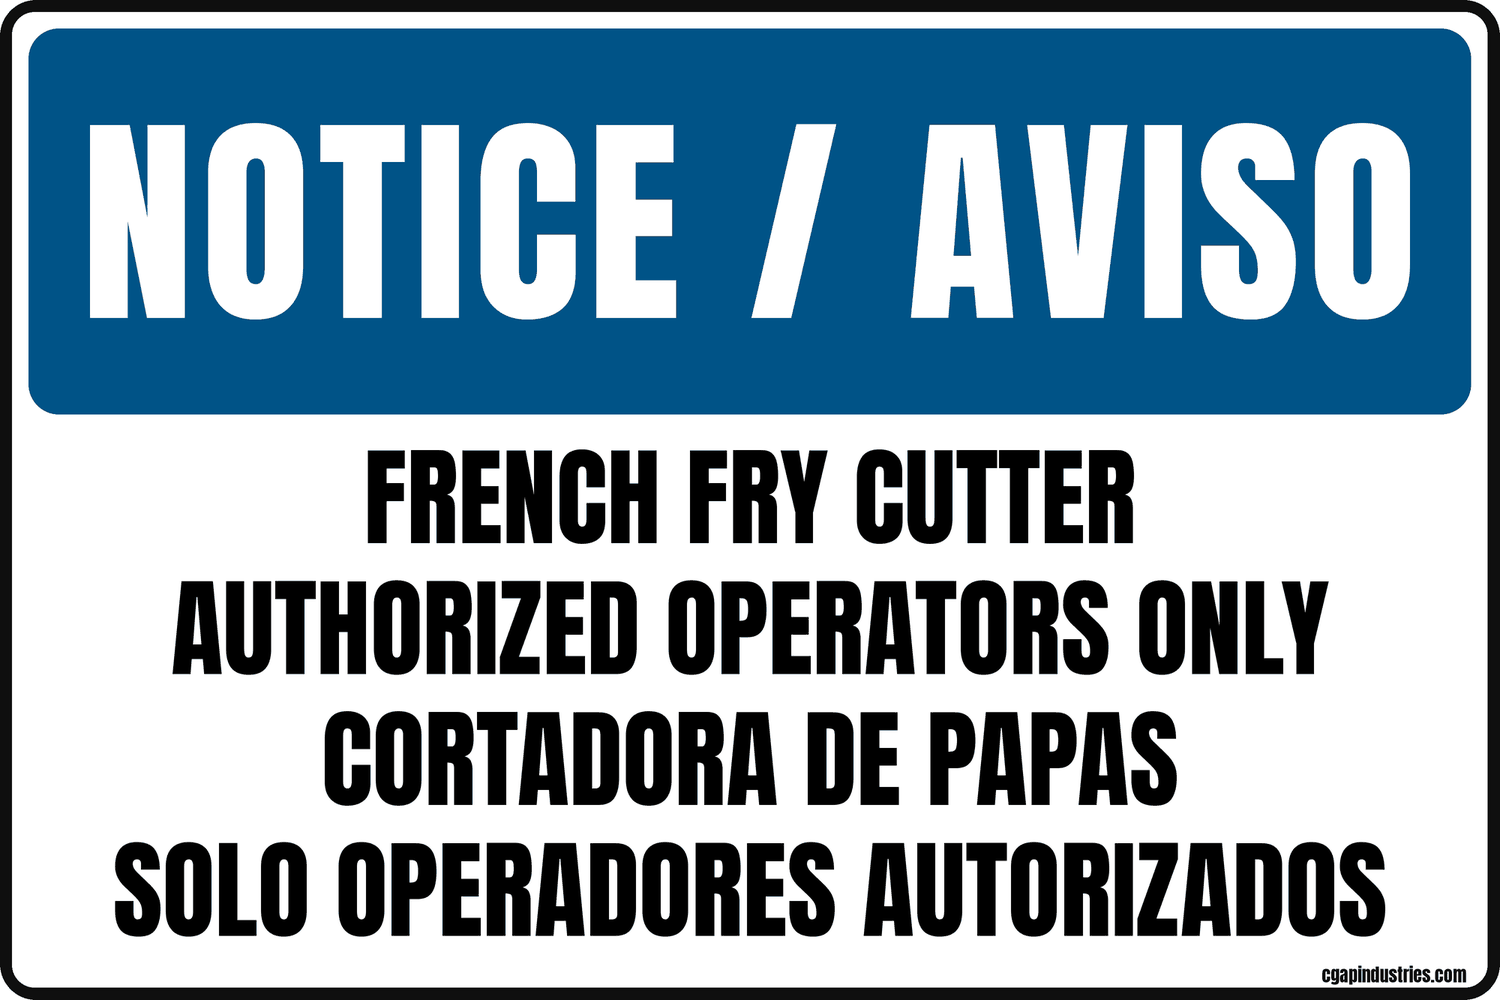 NOTICE / AVISO
FRENCH FRY CUTTER
AUTHORIZED OPERATORS ONLY
CORTADORA DE PAPAS
SOLO OPERADORES AUTORIZADOS
cgapindustries.com